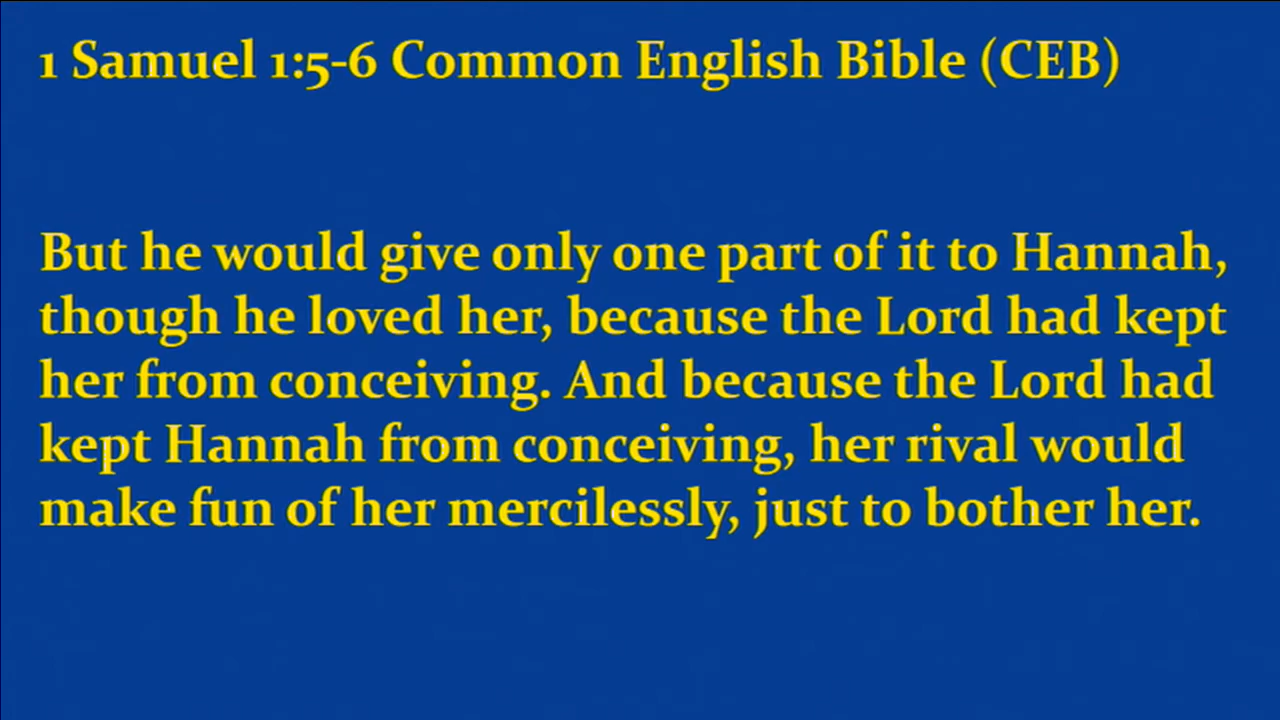 1 Samuel 1:5-6 Common English Bible (CEB)
But he would give only one part of it to Hannah,
though he loved her, because the Lord had kept
her from conceiving. And because the Lord had
kept Hannah from conceiving, her rival would
make fun of her mercilessly, just to bother her.